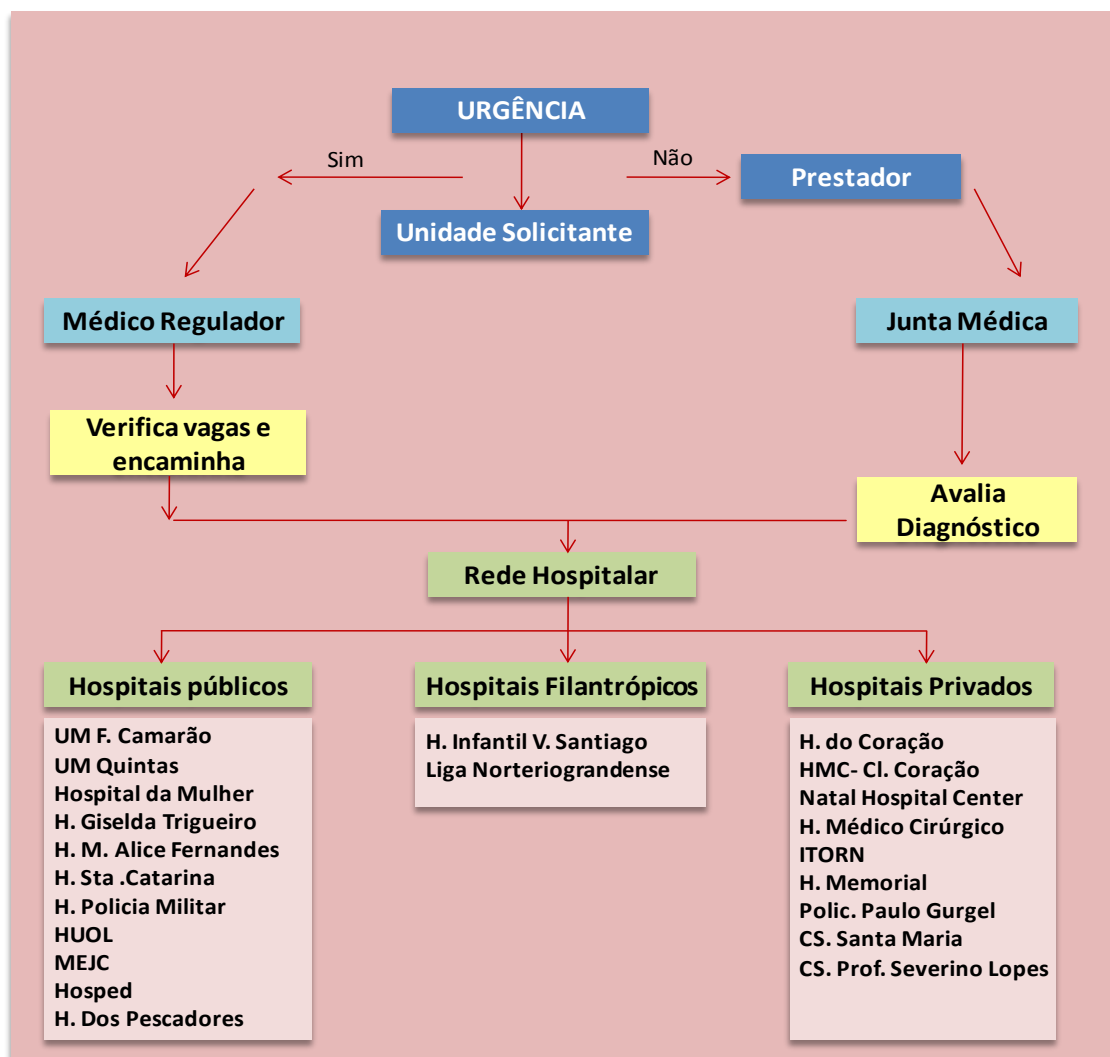 URGÊNCIA
Sim
Não
Prestador
Unidade Solicitante
Médico Regulador
Junta Médica
Verifica vagas e
encaminha
Avalia
Diagnóstico
Rede Hospitalar
Hospitais públicos
Hospitais Filantrópicos
Hospitais Privados
UM F. Camarão
UM Quintas
Hospital da Mulher
H. Giselda Trigueiro
H. M. Alice Fernandes
H. Sta .Catarina
H. Policia Militar
HUOL
MEJC
Hosped
H. Dos Pescadores
H. Infantil V. Santiago
Liga Norteriograndense
H. do Coração
HMC- Cl. Coração
Natal Hospital Center
H. Médico Cirúrgico
ITORN
H. Memorial
Polic. Paulo Gurgel
CS. Santa Maria
CS. Prof. Severino Lopes